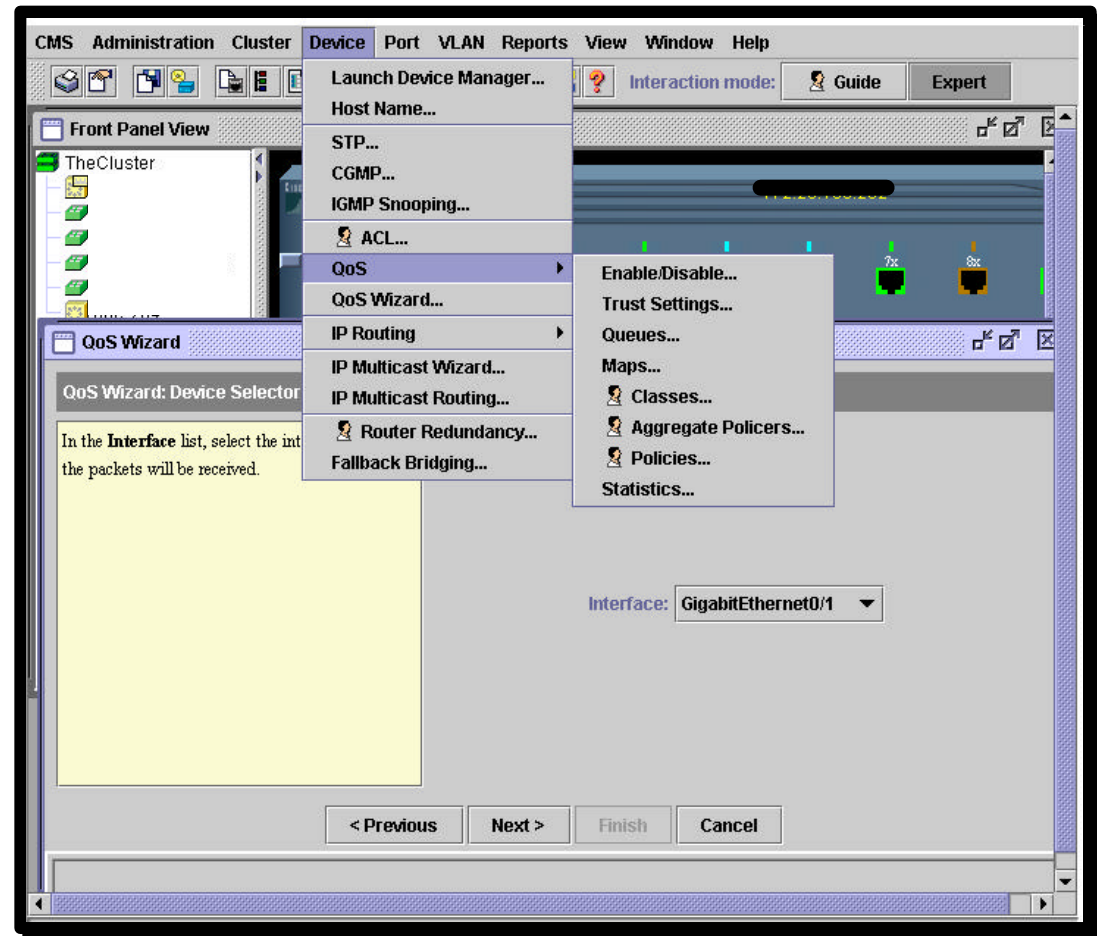 CMS Administration Cluster Device Port VLAN Reports View Window Help
Interaction mode: Guide Expert
Launch Device Manager...
Host Name...
STP...
CGMP...
IGMP Snooping...
ACL...
QoS
QoS Wizard...
IP Routing
IP Multicast Wizard...
IP Multicast Routing...
Router Redundancy...
Fallback Bridging...
Enable/Disable...
Trust Settings...
Queues...
Maps...
Classes...
Aggregate Policers...
Policies...
Statistics...
Front Panel View
TheCluster
7x 8x
QoS Wizard
QoS Wizard: Device Selector
In the Interface list, select the int
the packets will be received.
Interface: GigabitEthernet0/1
< Previous Next > Finish Cancel